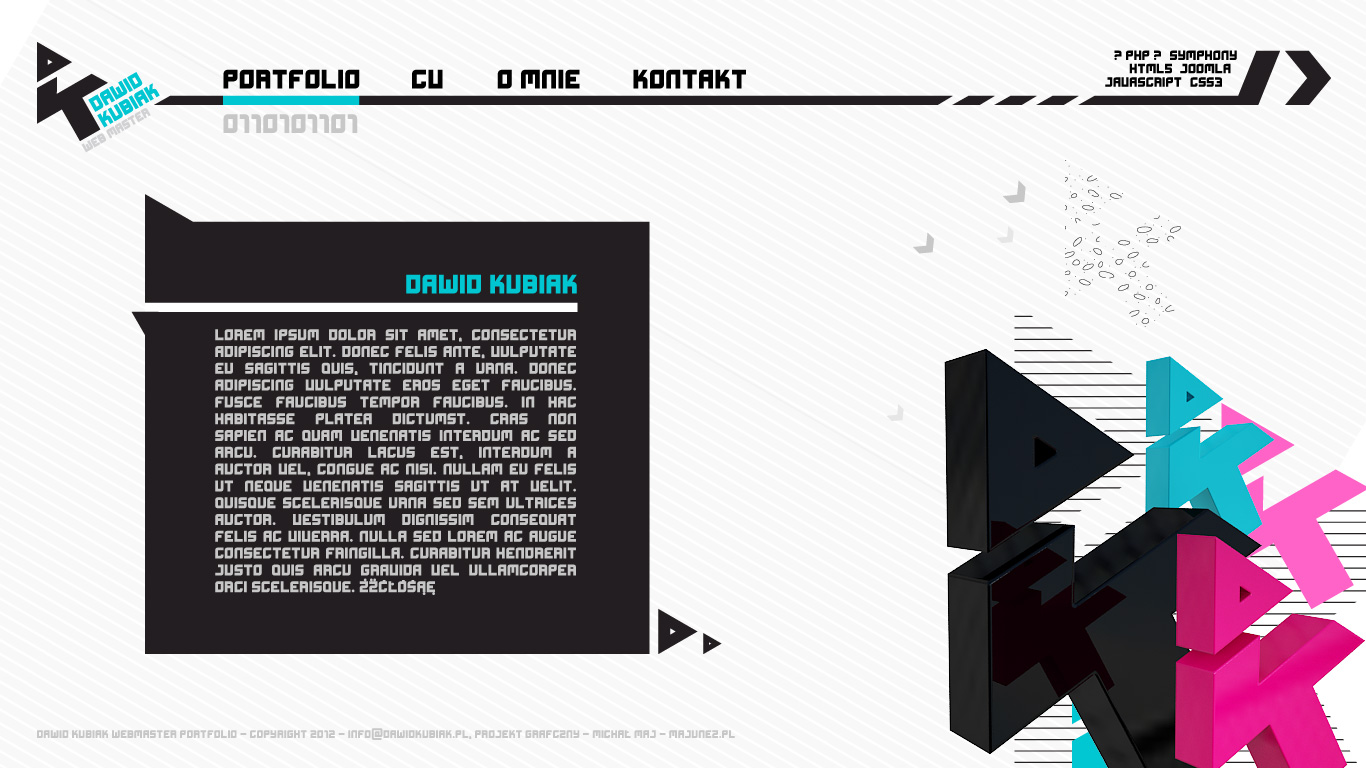 DAWID
KUBIAK
WEB MASTER
PORTFOLIO CV O MNIE KONTAKT
0110101101
? PHP ? SYMPHONY
HTML5 JOOMLA
JAVASCRIPT CSS3
DAWID KUBIAK
LOREM IPSUM DOLOR SIT AMET, CONSECTETUR
ADIPISCING ELIT. DONEC FELIS ANTE, VULPUTATE
EU SAGITTIS QUIS, TINCIDUNT A URNA. DONEC
ADIPISCING VULPUTATE EROS EGET FAUCIBUS.
FUSCE FAUCIBUS TEMPOR FAUCIBUS. IN HAC
HABITASSE PLATEA DICTUMST. CRAS NON
SAPIEN AC QUAM VENENATIS INTERDUM AC SED
ARCU. CURABITUR LACUS EST, INTERDUM A
AUCTOR VEL, CONGUE AC NISI. NULLAM EU FELIS
UT NEQUE VENENATIS SAGITTIS UT AT VELIT.
QUISQUE SCELERISQUE URNA SED SEM ULTRICES
AUCTOR. VESTIBULUM DIGNISSIM CONSEQUAT
FELIS AC VIVERRA. NULLA SED LOREM AC AUGUE
CONSECTETUR FRINGILLA. CURABITUR HENDRERIT
JUSTO QUIS ARCU GRAVIDA VEL ULLAMCORPER
ORCI SCELERISQUE. ŻŹĆŁÓŚĄĘ
DAWID KUBIAK WEBMASTER PORTFOLIO – COPYRIGHT 2012 – INFO@DAWIDKUBIAK.PL, PROJEKT GRAFCZNY – MICHAŁ MAJ – MAJUNEZ.PL